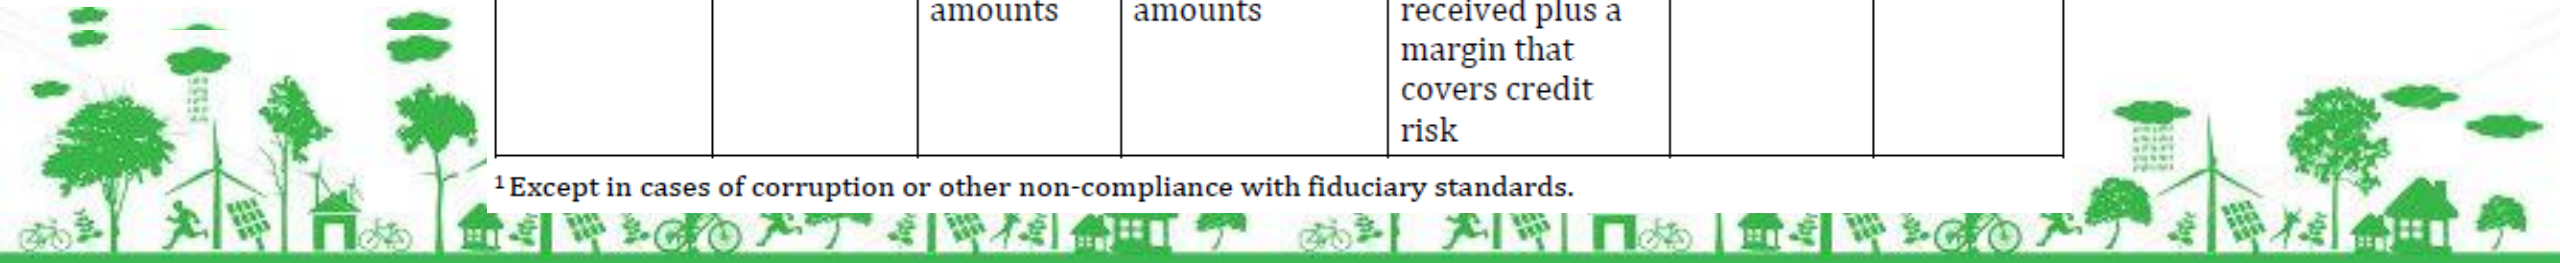 amounts
amounts
received plus a
margin that
covers credit
risk
¹Except in cases of corruption or other non-compliance with fiduciary standards.